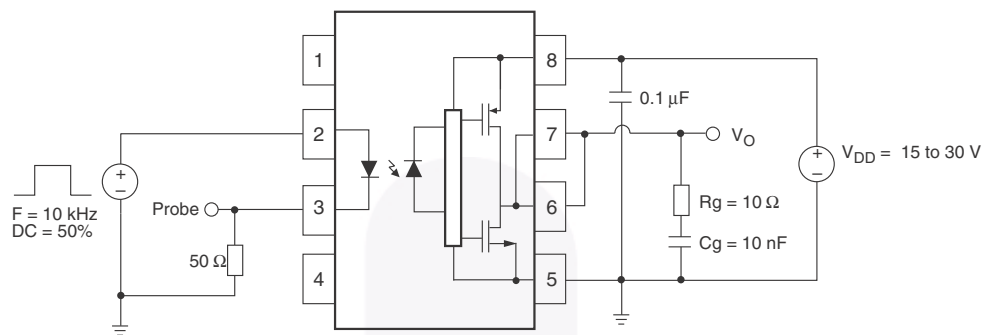 1
8
0.1 μF
2
7
V_O
V_DD = 15 to 30 V
Probe
3
6
Rg = 10 Ω
F = 10 kHz
DC = 50%
50 Ω
Cg = 10 nF
4
5